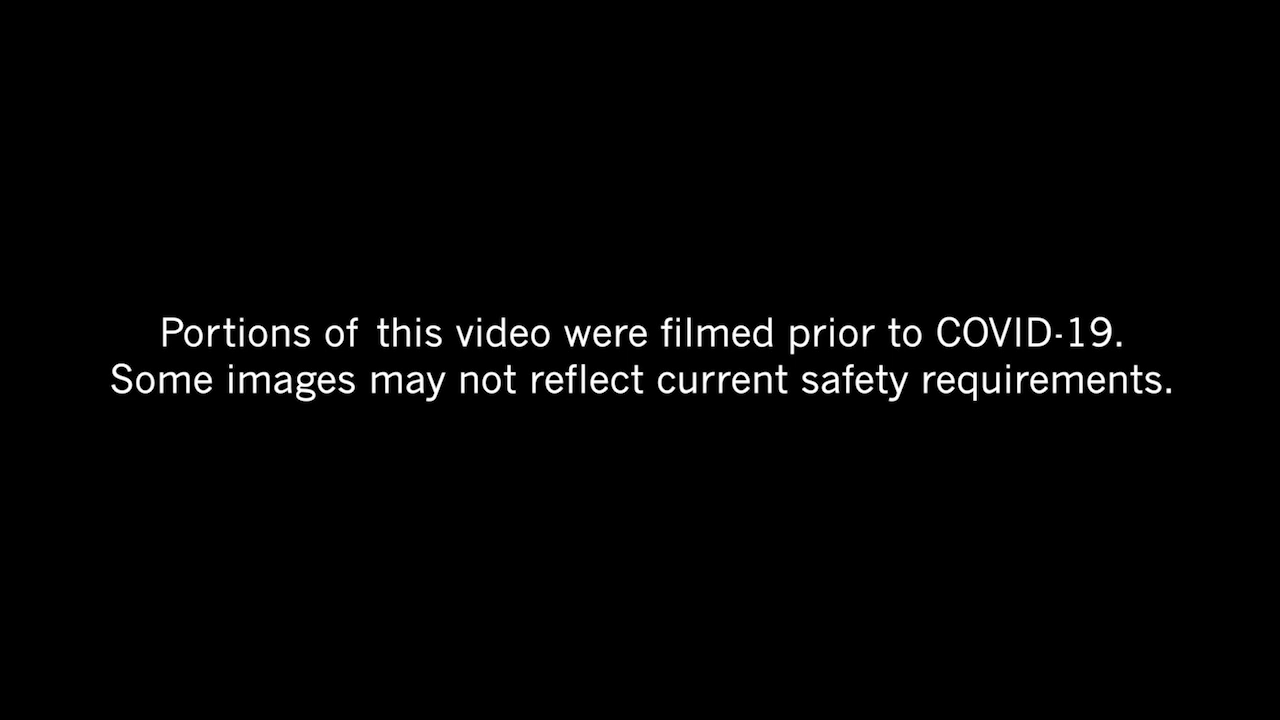 Portions of this video were filmed prior to COVID-19.
Some images may not reflect current safety requirements.